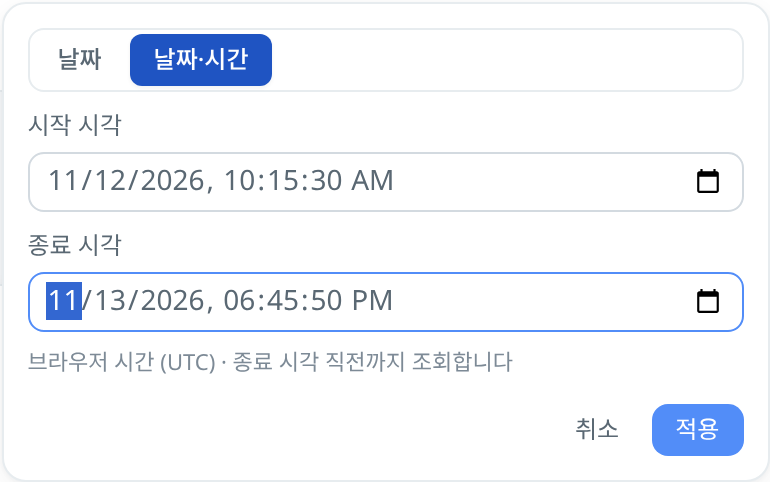 날짜 날짜·시간
시작 시각
11/12/2026, 10:15:30 AM
종료 시각
11/13/2026, 06:45:50 PM
브라우저 시간 (UTC) · 종료 시각 직전까지 조회합니다
취소 적용